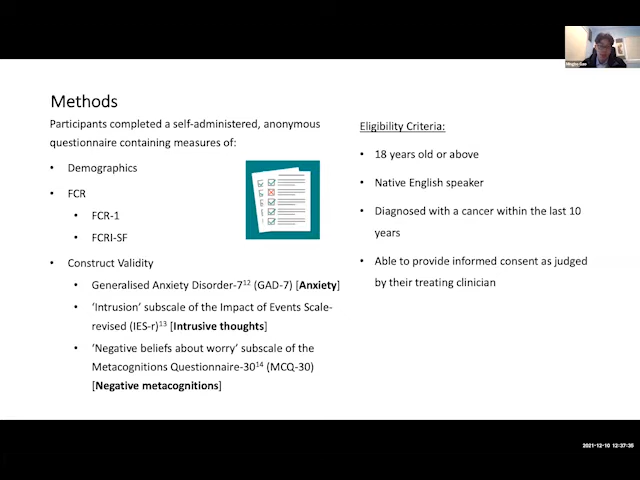 Methods
Participants completed a self-administered, anonymous
questionnaire containing measures of:
• Demographics
• FCR
• FCR-1
• FCRI-SF
• Construct Validity
• Generalised Anxiety Disorder-7¹² (GAD-7) [Anxiety]
• ‘Intrusion’ subscale of the Impact of Events Scale-
revised (IES-r)¹³ [Intrusive thoughts]
• ‘Negative beliefs about worry’ subscale of the
Metacognitions Questionnaire-30¹⁴ (MCQ-30)
[Negative metacognitions]
Eligibility Criteria:
• 18 years old or above
• Native English speaker
• Diagnosed with a cancer within the last 10
years
• Able to provide informed consent as judged
by their treating clinician
2021-12-10 12:37:35